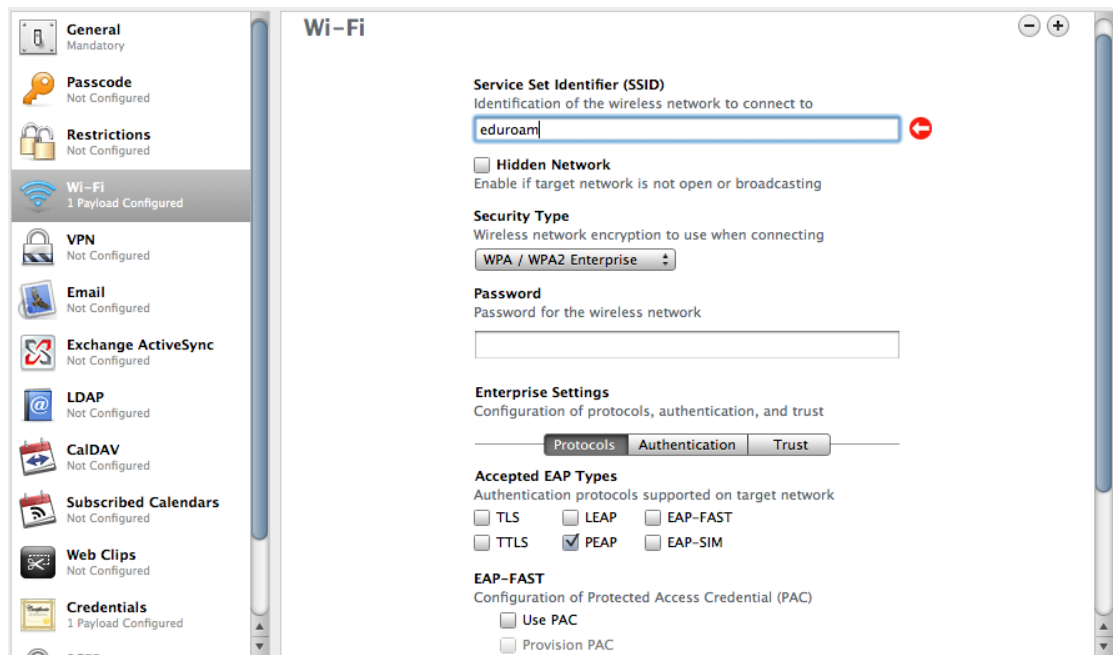 General
Mandatory
Passcode
Not Configured
Restrictions
Not Configured
Wi-Fi
1 Payload Configured
VPN
Not Configured
Email
Not Configured
Exchange ActiveSync
Not Configured
LDAP
Not Configured
CalDAV
Not Configured
Subscribed Calendars
Not Configured
Web Clips
Not Configured
Credentials
1 Payload Configured
Wi-Fi
Service Set Identifier (SSID)
Identification of the wireless network to connect to
eduroam
Hidden Network
Enable if target network is not open or broadcasting
Security Type
Wireless network encryption to use when connecting
WPA / WPA2 Enterprise
Password
Password for the wireless network
Enterprise Settings
Configuration of protocols, authentication, and trust
Protocols Authentication Trust
Accepted EAP Types
Authentication protocols supported on target network
TLS LEAP EAP-FAST
TTLS PEAP EAP-SIM
EAP-FAST
Configuration of Protected Access Credential (PAC)
Use PAC
Provision PAC